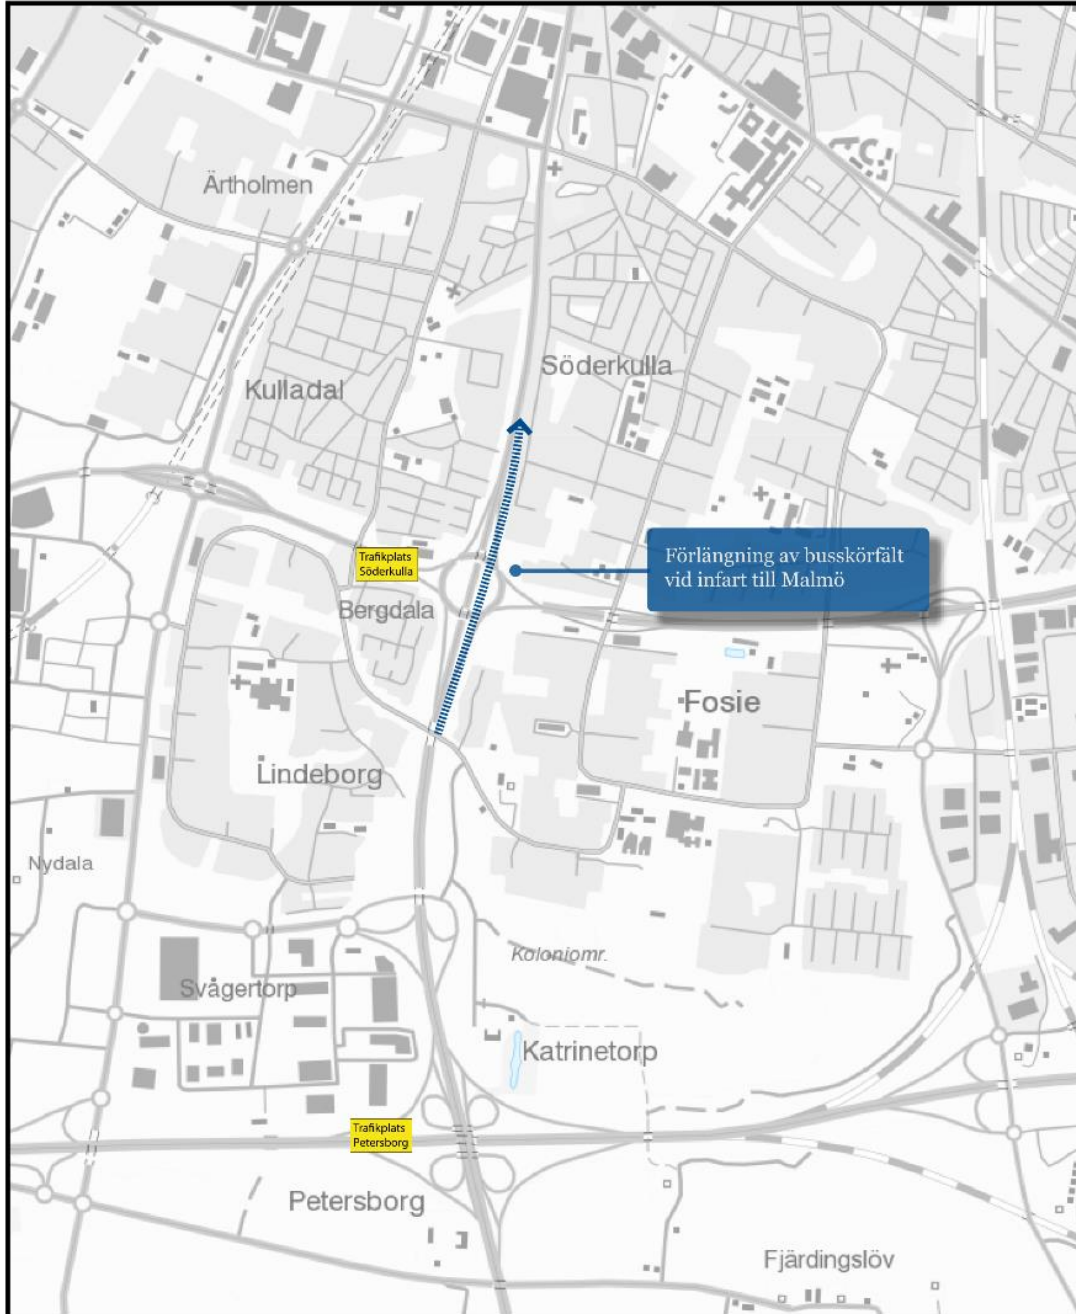 Ärtholmen
Söderkulla
Kulladal
Trafikplats
Söderkulla
Förlängning av busskörfält
vid infart till Malmö
Bergdala
Fosie
Lindeborg
Nydala
Koloniomr.
Svågertorp
Katrinetorp
Trafikplats
Petersborg
Petersborg
Fjärdingslöv